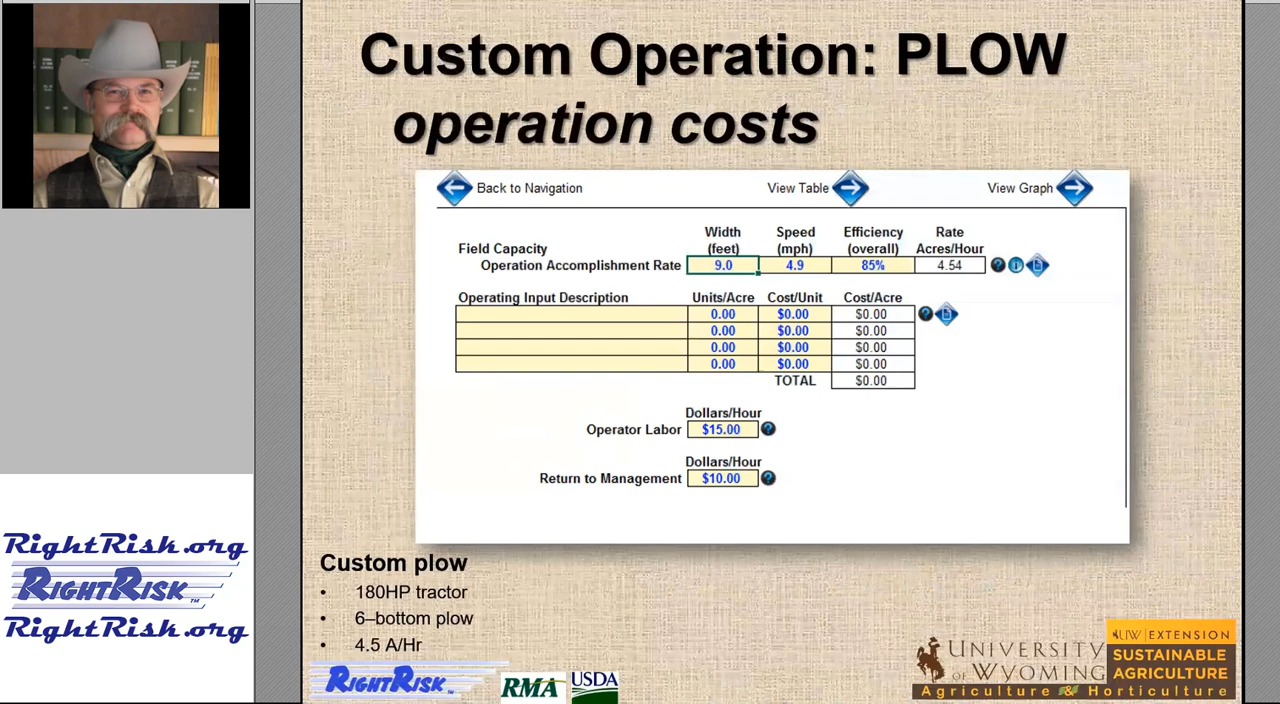 Custom Operation: PLOW
operation costs
Back to Navigation View Table View Graph
Width Speed Efficiency Rate
Field Capacity (feet) (mph) (overall) Acres/Hour
Operation Accomplishment Rate 9.0 4.9 85% 4.54
Operating Input Description Units/Acre Cost/Unit Cost/Acre
0.00 $0.00 $0.00
0.00 $0.00 $0.00
0.00 $0.00 $0.00
0.00 $0.00 $0.00
TOTAL $0.00
Dollars/Hour
Operator Labor $15.00
Dollars/Hour
Return to Management $10.00
Custom plow
• 180HP tractor
• 6–bottom plow
• 4.5 A/Hr
RightRisk.org
RightRisk™
RightRisk.org
RightRisk™
RMA
USDA
UNIVERSITY
OF WYOMING
UW | EXTENSION
SUSTAINABLE
AGRICULTURE
Agriculture & Horticulture